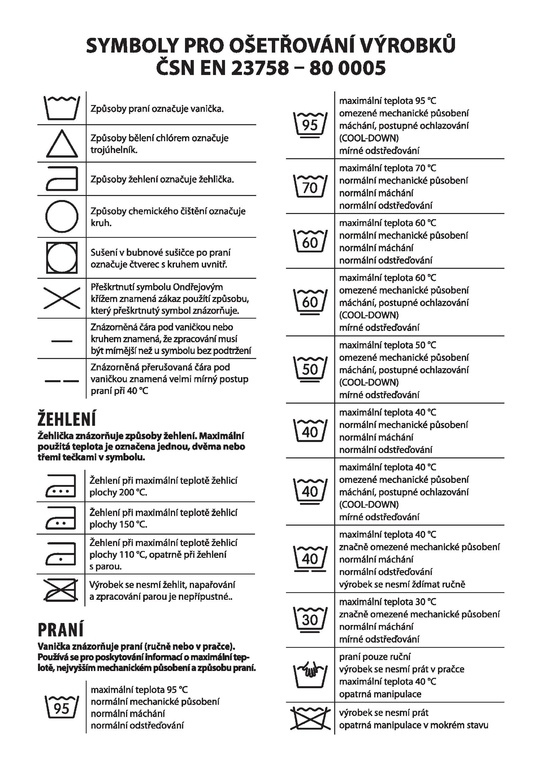 SYMBOLY PRO OŠETŘOVÁNÍ VÝROBKŮ
ČSN EN 23758 – 80 0005
Způsoby praní označuje vanička.
Způsoby bělení chlórem označuje
trojúhelník.
Způsoby žehlení označuje žehlička.
Způsoby chemického čištění označuje
kruh.
Sušení v bubnové sušičce po praní
označuje čtverec s kruhem uvnitř.
Přeškrtnutí symbolu Ondřejovým
křížem znamená zákaz použítí způsobu,
který přeškrtnutý symbol znázorňuje.
Znázorněná čára pod vaničkou nebo
kruhem znamená, že zpracování musí
být mírnější než u symbolu bez podtržení
Znázorněná přerušovaná čára pod
vaničkou znamená velmi mírný postup
praní při 40 °C
ŽEHLENÍ
Žehlička znázorňuje způsoby žehlení. Maximální
použitá teplota je označena jednou, dvěma nebo
třemi tečkami v symbolu.
Žehlení při maximální teplotě žehlicí
plochy 200 °C.
Žehlení při maximální teplotě žehlicí
plochy 150 °C.
Žehlení při maximální teplotě žehlicí
plochy 110 °C, opatrně při žehlení
s parou.
Výrobek se nesmí žehlit, napařování
a zpracování parou je nepřípustné..
PRANÍ
Vanička znázorňuje praní (ručně nebo v pračce).
Používá se pro poskytování informací o maximální tep-
lotě, nejvyšším mechanickém působení a způsobu praní.
95
maximální teplota 95 °C
normální mechanické působení
normální máchání
normální odstřeďování
95
maximální teplota 95 °C
omezené mechanické působení
máchání, postupné ochlazování
(COOL-DOWN)
mírné odstřeďování
70
maximální teplota 70 °C
normální mechanické působení
normální máchání
normální odstřeďování
60
maximální teplota 60 °C
normální mechanické působení
normální máchání
normální odstřeďování
60
maximální teplota 60 °C
omezené mechanické působení
máchání, postupné ochlazování
(COOL-DOWN)
mírné odstřeďování
50
maximální teplota 50 °C
omezené mechanické působení
máchání, postupné ochlazování
(COOL-DOWN)
mírné odstřeďování
40
maximální teplota 40 °C
normální mechanické působení
normální máchání
normální odstřeďování
40
maximální teplota 40 °C
omezené mechanické působení
máchání, postupné ochlazování
(COOL-DOWN)
mírné odstřeďování
40
maximální teplota 40 °C
značně omezené mechanické působení
normální máchání
normální odstřeďování
výrobek se nesmí ždímat ručně
30
maximální teplota 30 °C
značně omezené mechanické působení
normální máchání
mírné odstřeďování
praní pouze ruční
výrobek se nesmí prát v pračce
maximální teplota 40 °C
opatrná manipulace
výrobek se nesmí prát
opatrná manipulace v mokrém stavu